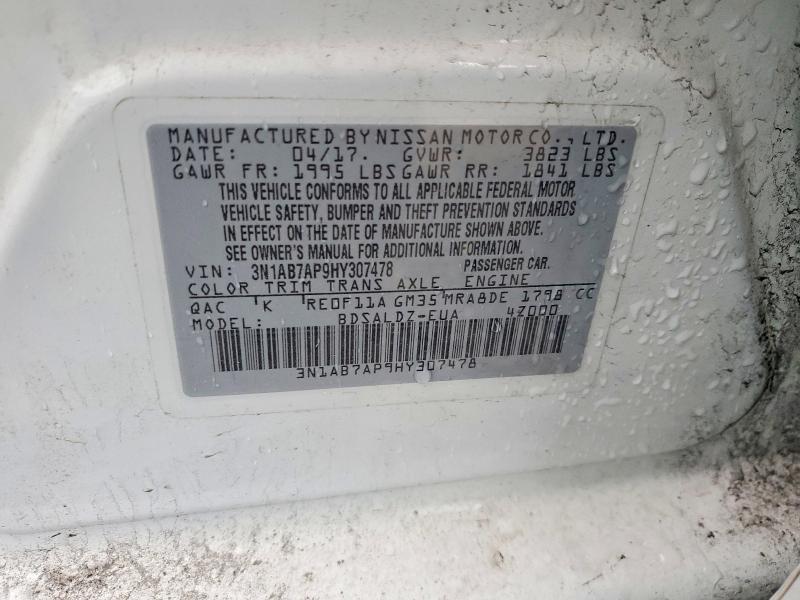 MANUFACTURED BY NISSAN MOTOR CO., LTD.
DATE: 04/17. GVWR: 3823 LBS
GAWR FR: 1995 LBS GAWR RR: 1841 LBS
THIS VEHICLE CONFORMS TO ALL APPLICABLE FEDERAL MOTOR
VEHICLE SAFETY, BUMPER AND THEFT PREVENTION STANDARDS
IN EFFECT ON THE DATE OF MANUFACTURE SHOWN ABOVE.
SEE OWNER'S MANUAL FOR ADDITIONAL INFORMATION.
VIN: 3N1AB7AP9HY307478 PASSENGER CAR.
COLOR TRIM TRANS AXLE ENGINE
QAC K RE0F11A GM35 MRA8DE 1798 CC
MODEL: BDSALDZ-EUA 4Z000
3N1AB7AP9HY307478